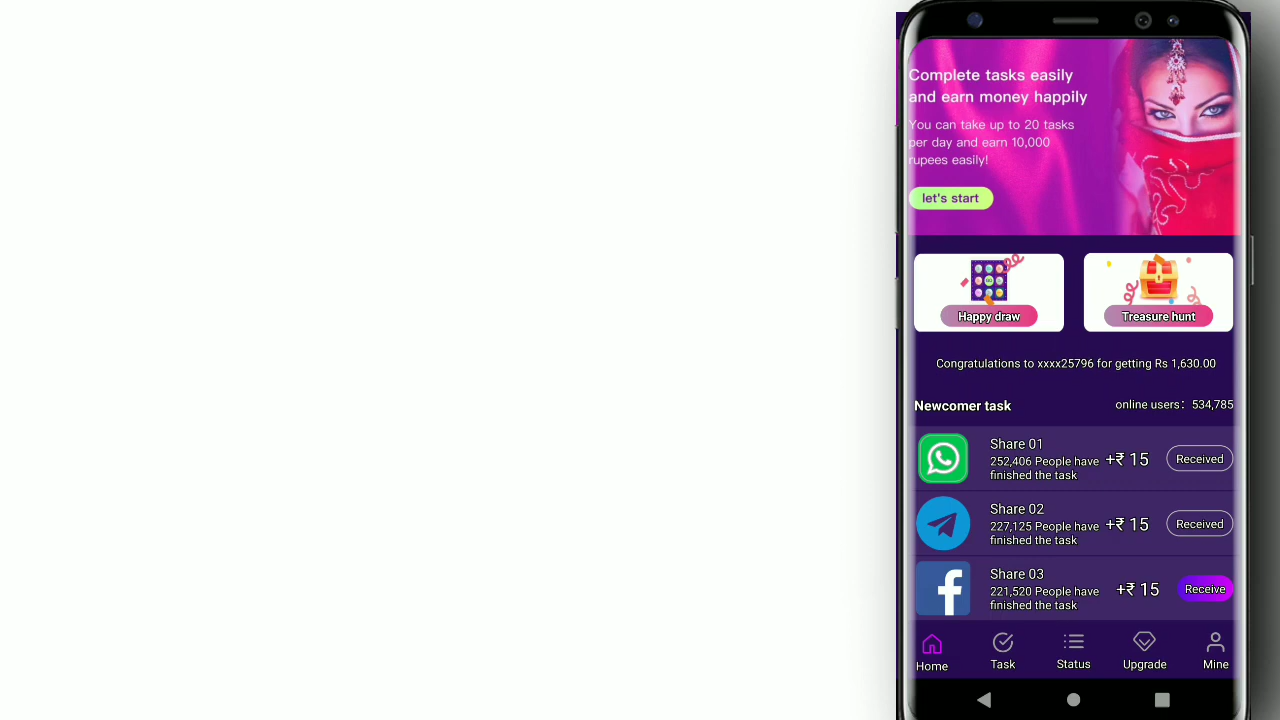 Complete tasks easily
and earn money happily
You can take up to 20 tasks
per day and earn 10,000
rupees easily!
let's start
Happy draw
Treasure hunt
Congratulations to xxxx25796 for getting Rs 1,630.00
Newcomer task
online users：534,785
Share 01
252,406 People have
finished the task
+₹ 15
Received
Share 02
227,125 People have
finished the task
+₹ 15
Received
Share 03
221,520 People have
finished the task
+₹ 15
Receive
Home
Task
Status
Upgrade
Mine